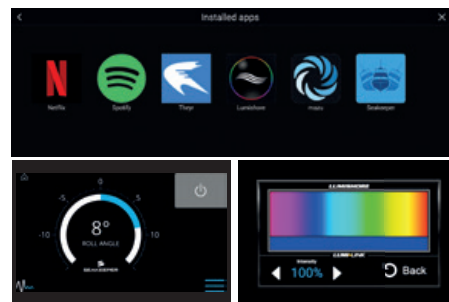 Installed apps
Netflix
Spotify
Theyr
Lumishore
mazu
Seakeeper
0
-5
5
-10
10
8°
ROLL ANGLE
SEAKEEPER
LUMISHORE
LUMI-LINK
Intensity
100%
Back